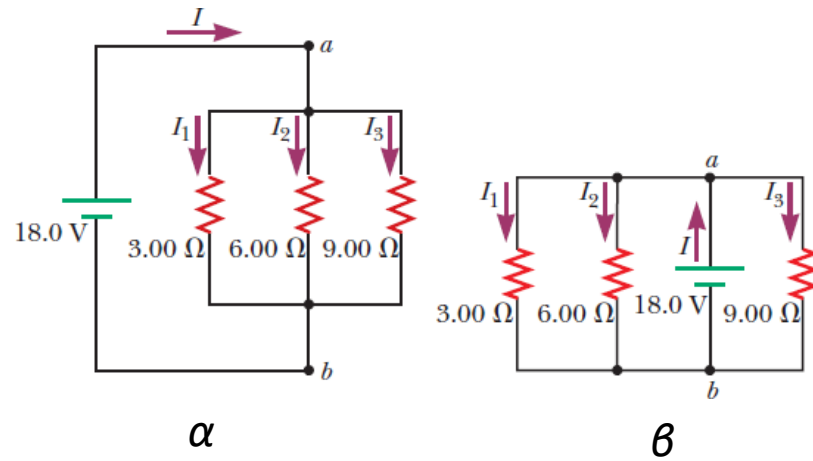 I
a
I1 I2 I3
18.0 V
3.00 Ω 6.00 Ω 9.00 Ω
b
α
a
I1 I2 I I3
3.00 Ω 6.00 Ω 18.0 V 9.00 Ω
b
β